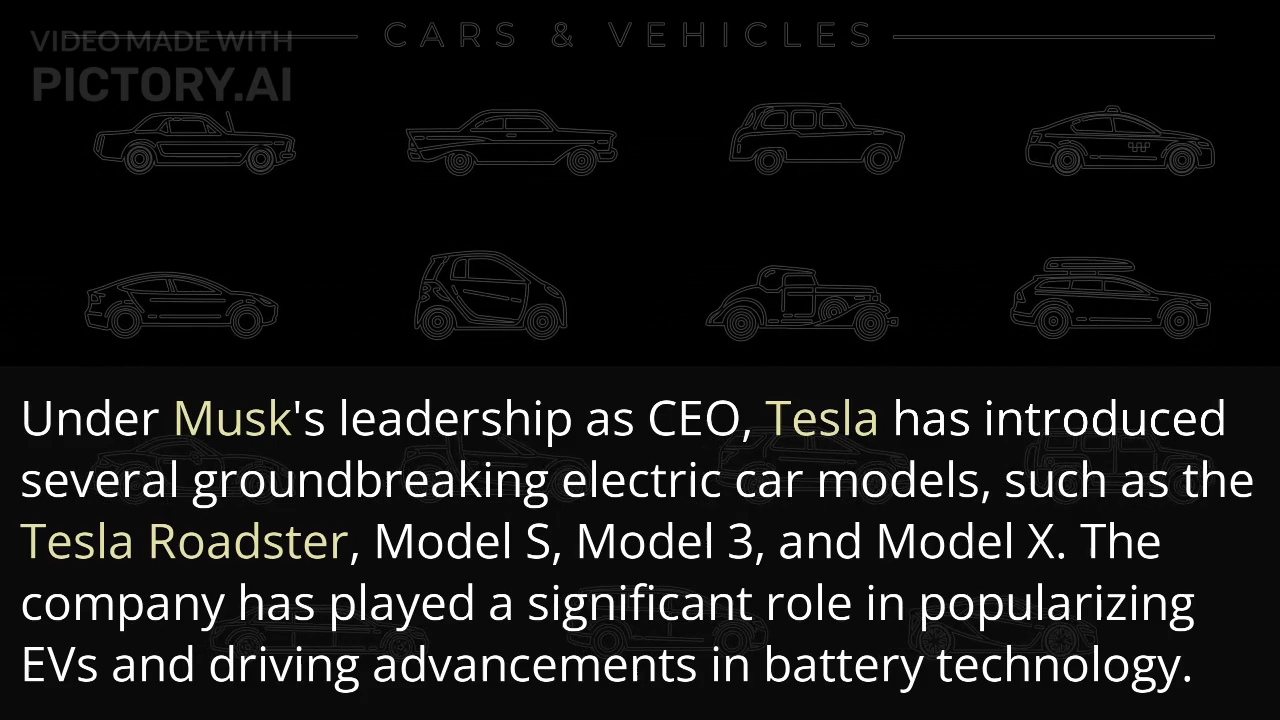 CARS & VEHICLES
VIDEO MADE WITH
PICTORY.AI
Under Musk's leadership as CEO, Tesla has introduced
several groundbreaking electric car models, such as the
Tesla Roadster, Model S, Model 3, and Model X. The
company has played a significant role in popularizing
EVs and driving advancements in battery technology.